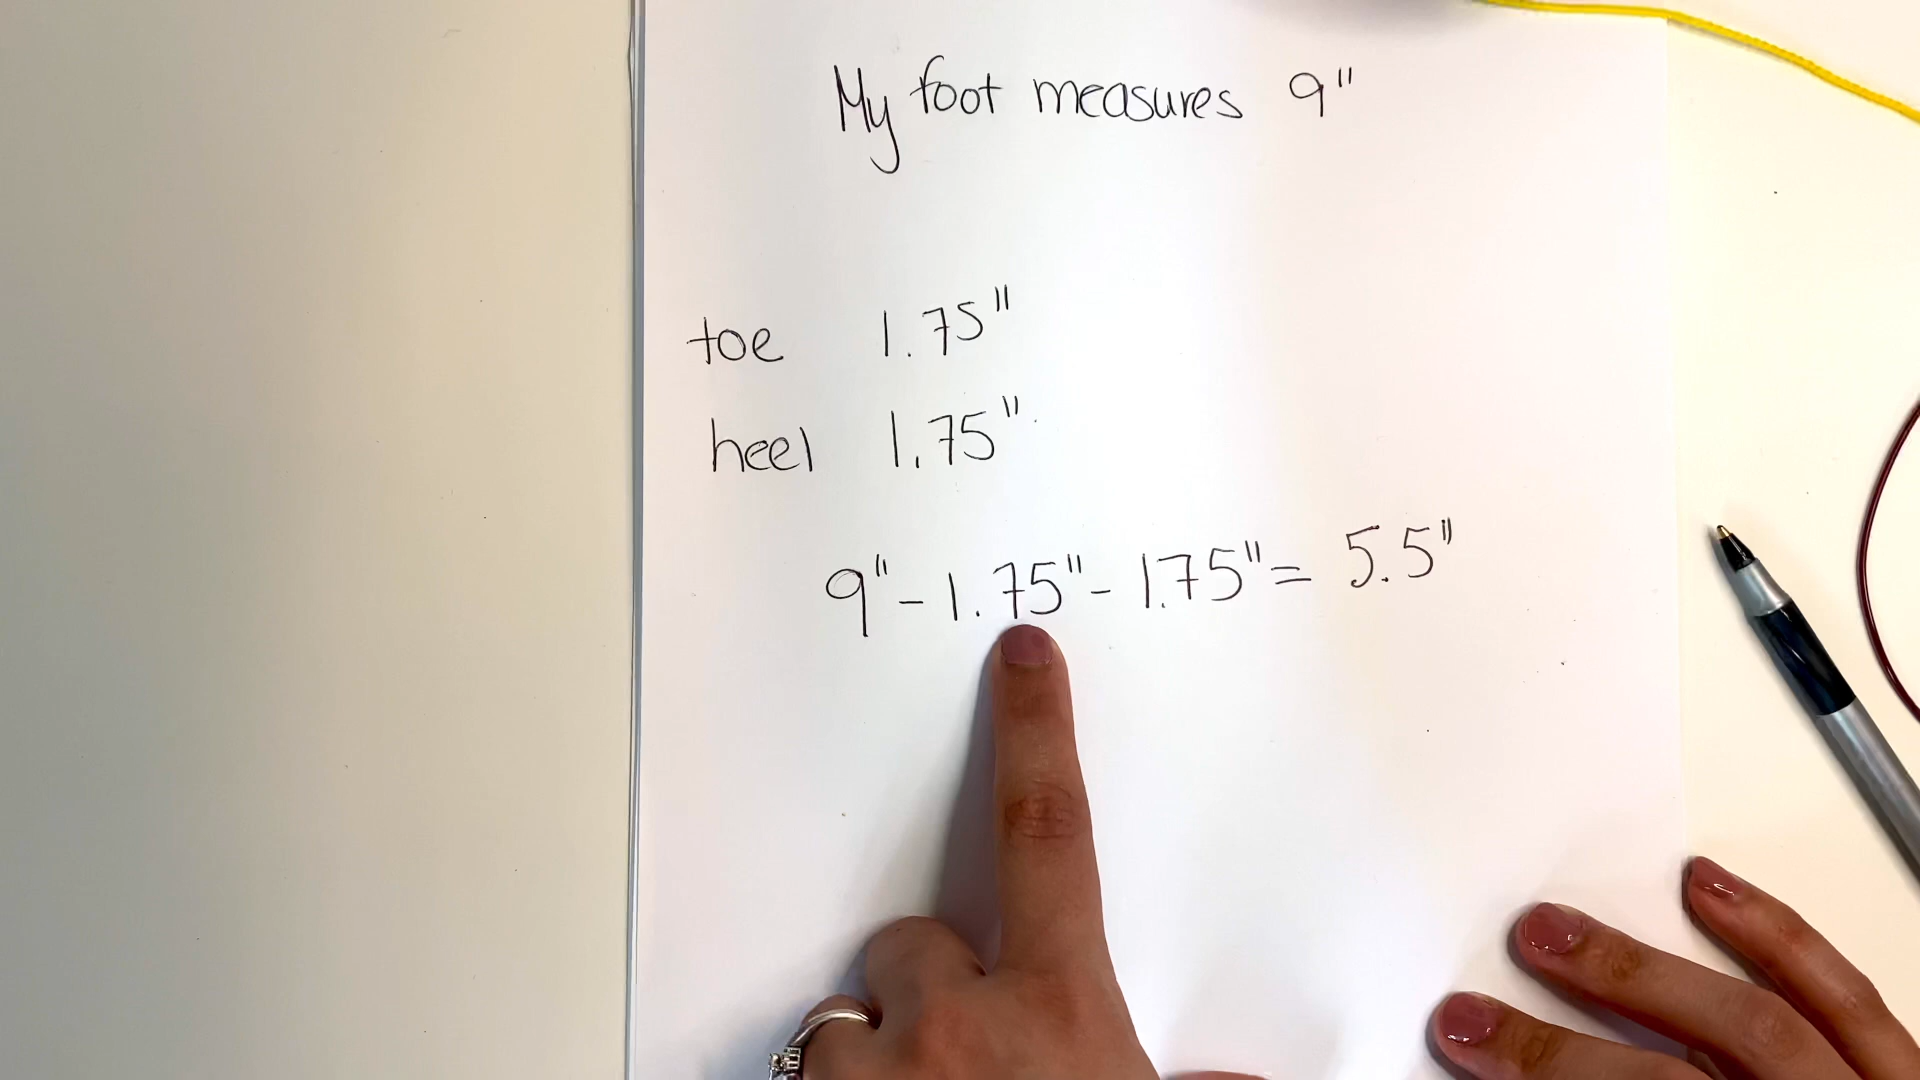 My foot measures 9"
toe 1.75"
heel 1.75"
9" - 1.75" - 1.75" = 5.5"